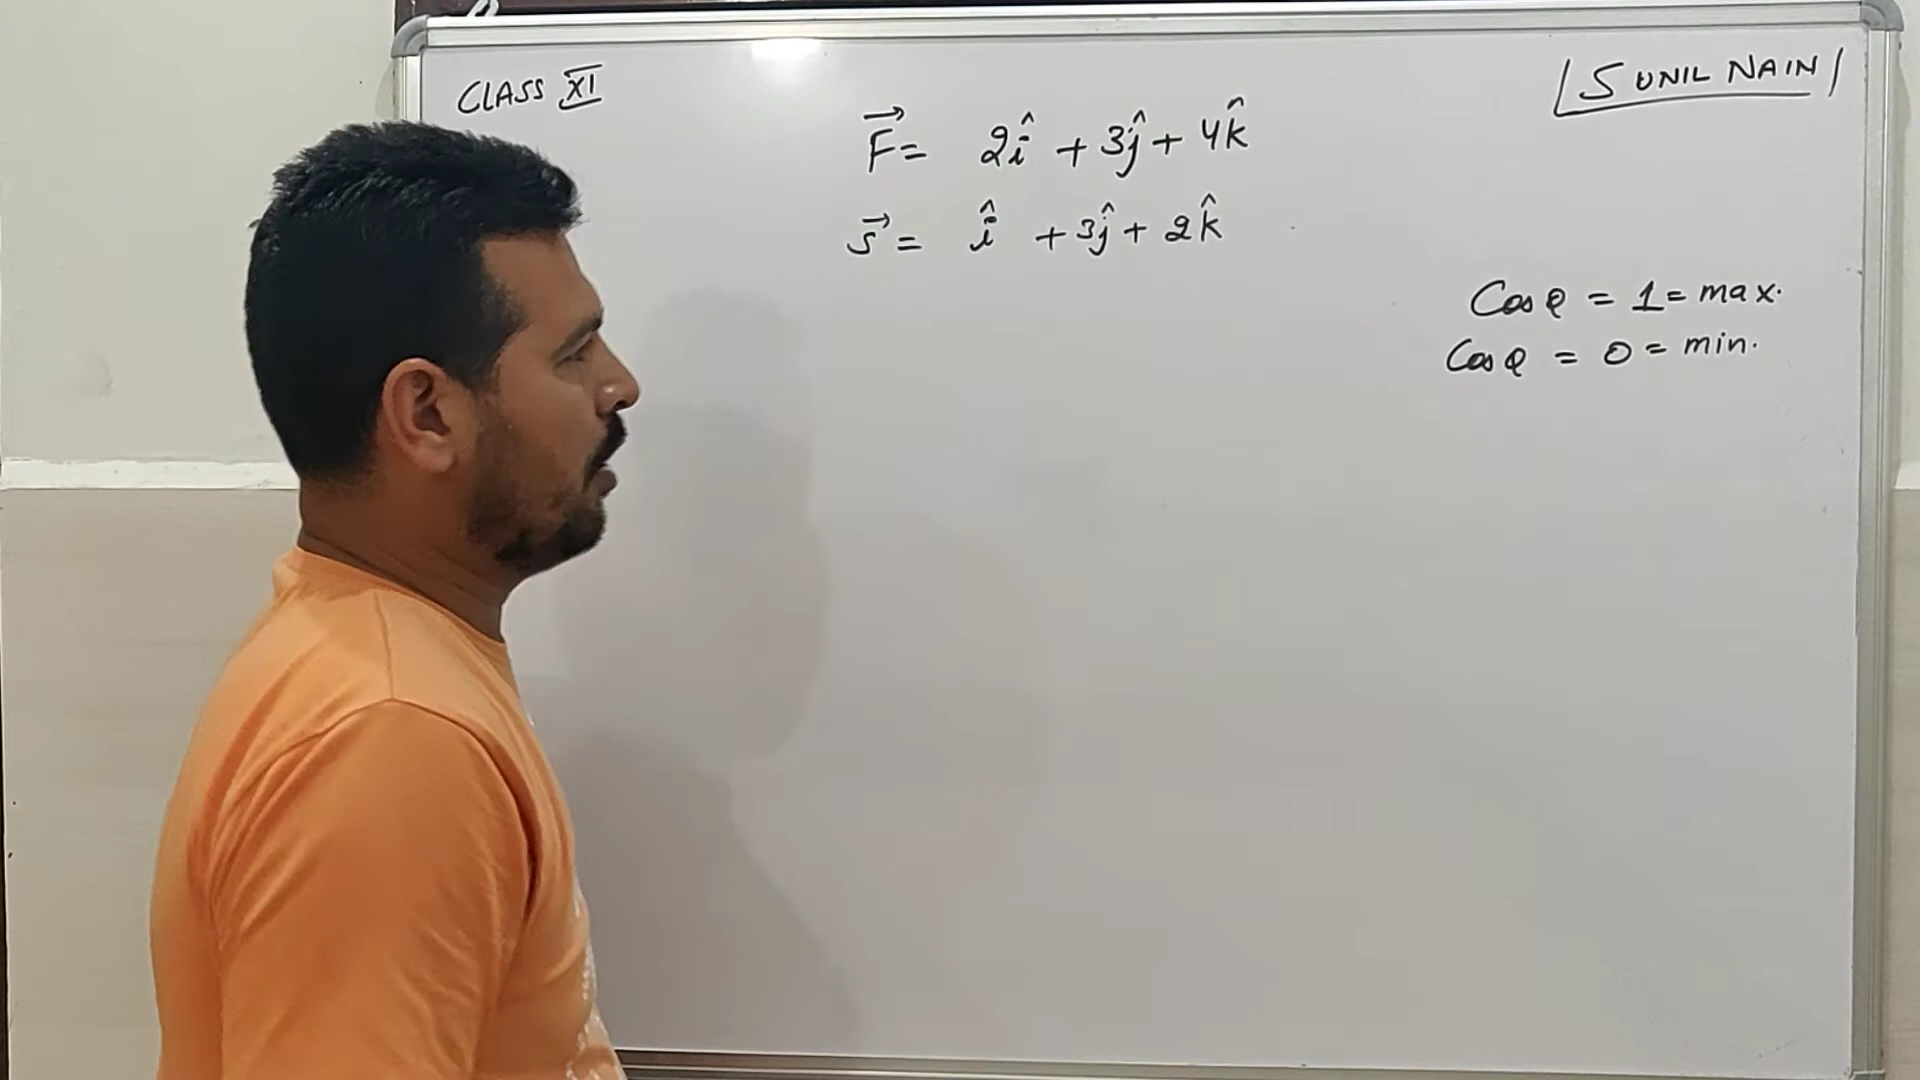 CLASS XI
|SUNIL NAIN|
F⃗ = 2î + 3ĵ + 4k̂
s⃗ = î + 3ĵ + 2k̂
Cos θ = 1 = max.
Cos θ = 0 = min.